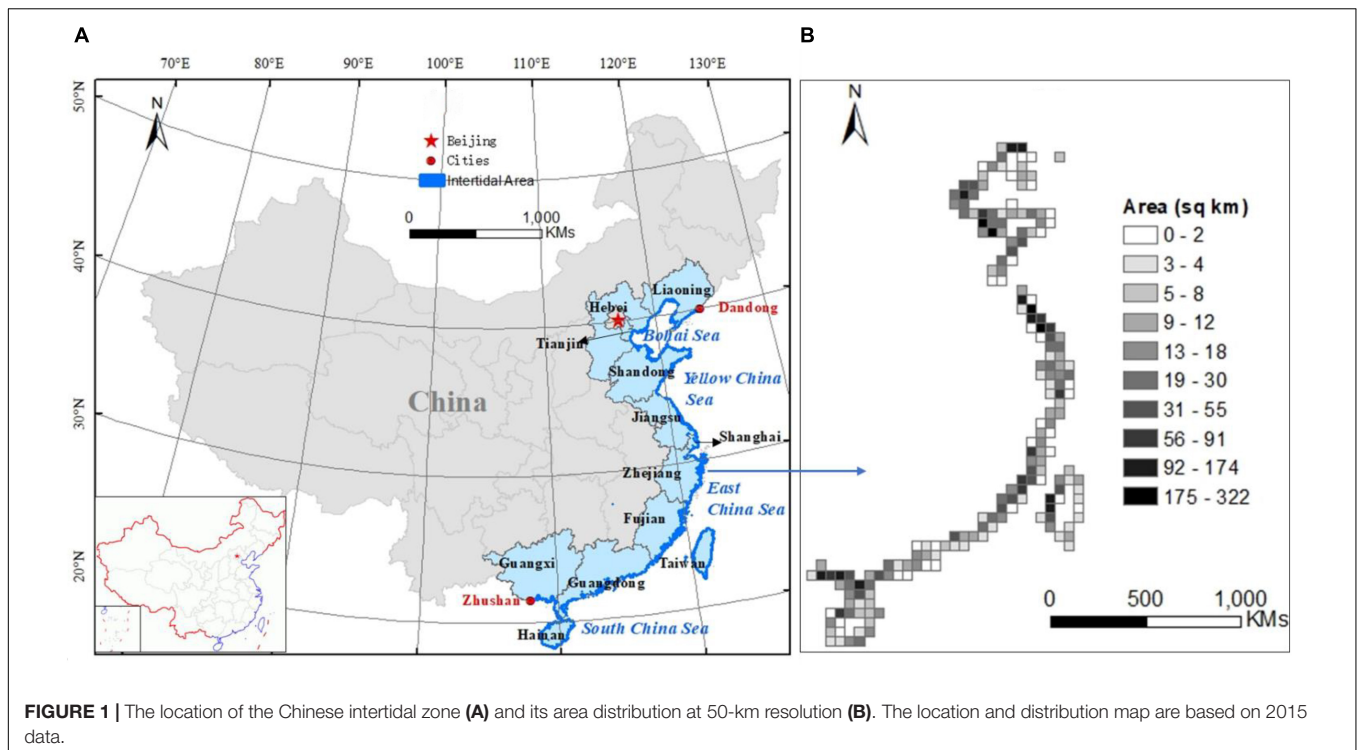 A
70°E 80°E 90°E 100°E 110°E 120°E 130°E
50°N
40°N
30°N
20°N
N
Beijing
Cities
Intertidal Area
0 1,000
KMs
Liaoning
Dandong
Hebei
Bohai Sea
Tianjin
Shandong
Yellow China
Sea
China
Jiangsu
Shanghai
Zhejiang
East
China Sea
Fujian
Guangxi
Taiwan
Guangdong
Zhushan
Hainan
South China Sea
B
N
Area (sq km)
0 - 2
3 - 4
5 - 8
9 - 12
13 - 18
19 - 30
31 - 55
56 - 91
92 - 174
175 - 322
0 500 1,000
KMs
FIGURE 1 | The location of the Chinese intertidal zone (A) and its area distribution at 50-km resolution (B). The location and distribution map are based on 2015
data.